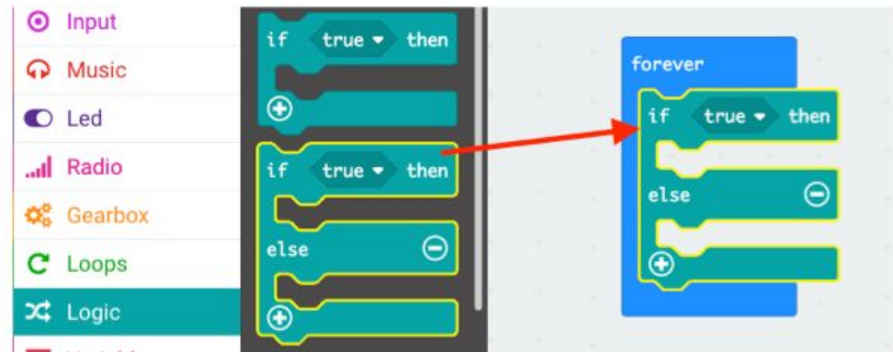 Input
Music
Led
Radio
Gearbox
Loops
Logic
if true then
if true then
else
forever
if true then
else